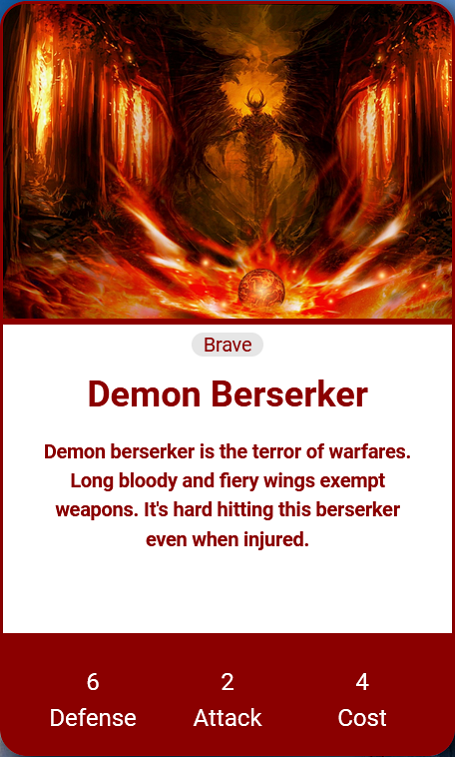 Brave
Demon Berserker
Demon berserker is the terror of warfares.
Long bloody and fiery wings exempt
weapons. It's hard hitting this berserker
even when injured.
6 2 4
Defense Attack Cost